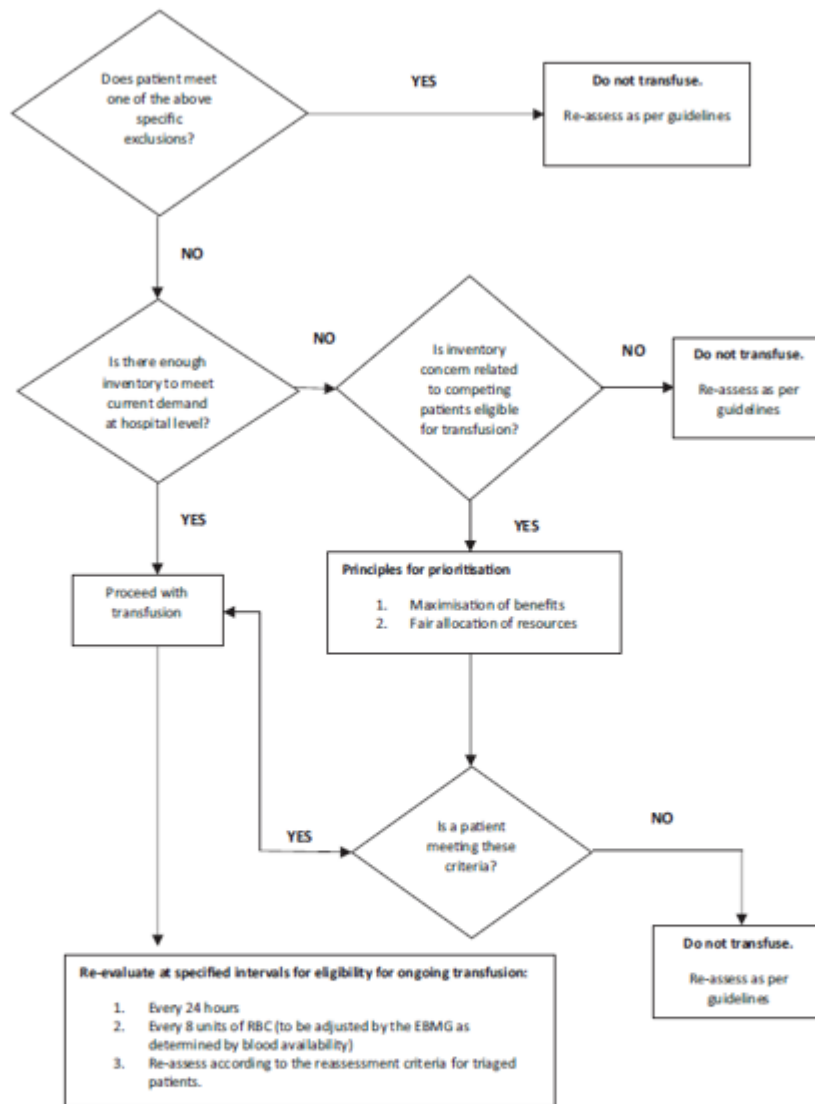 Does patient meet
one of the above
specific
exclusions?
YES
Do not transfuse.
Re-assess as per guidelines
NO
Is there enough
inventory to meet
current demand
at hospital level?
NO
Is inventory
concern related
to competing
patients eligible
for transfusion?
NO
Do not transfuse.
Re-assess as per
guidelines
YES
YES
Proceed with
transfusion
Principles for prioritisation
1. Maximisation of benefits
2. Fair allocation of resources
YES
Is a patient
meeting these
criteria?
NO
Do not transfuse.
Re-assess as per
guidelines
Re-evaluate at specified intervals for eligibility for ongoing transfusion:
1. Every 24 hours
2. Every 8 units of RBC (to be adjusted by the EBMG as
determined by blood availability)
3. Re-assess according to the reassessment criteria for triaged
patients.